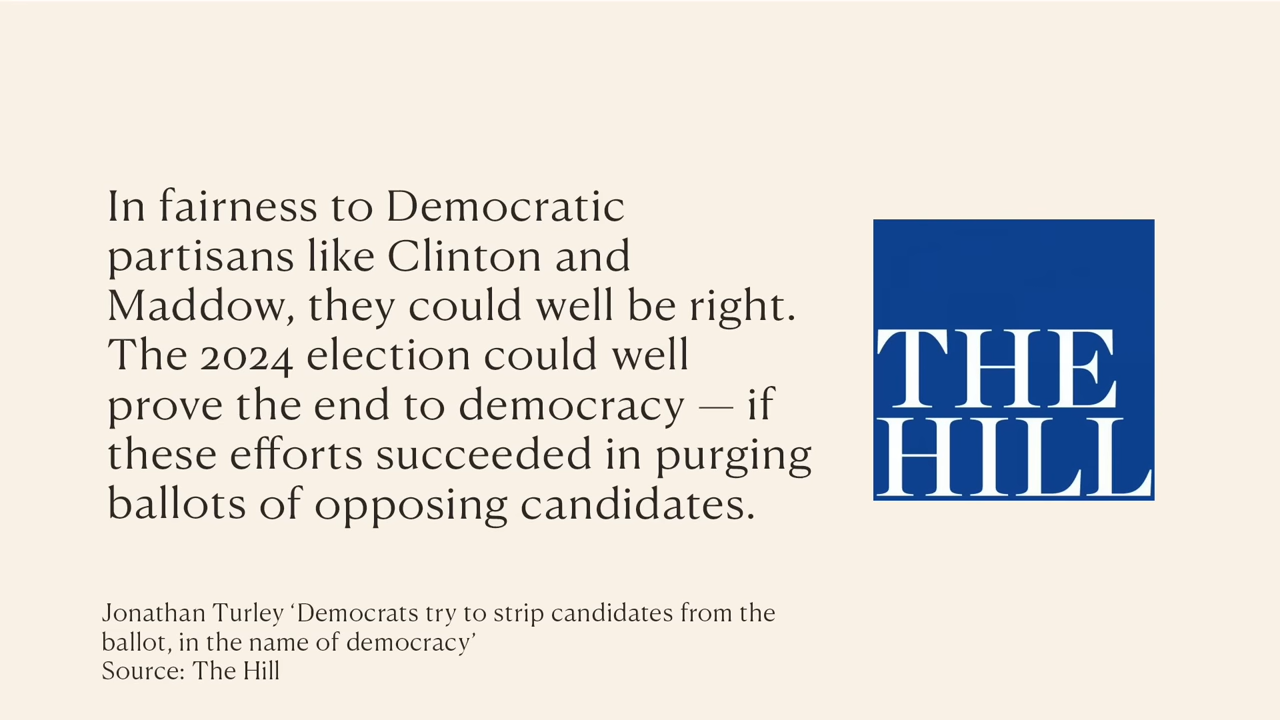 In fairness to Democratic
partisans like Clinton and
Maddow, they could well be right.
The 2024 election could well
prove the end to democracy — if
these efforts succeeded in purging
ballots of opposing candidates.
THE
HILL
Jonathan Turley ‘Democrats try to strip candidates from the
ballot, in the name of democracy’
Source: The Hill